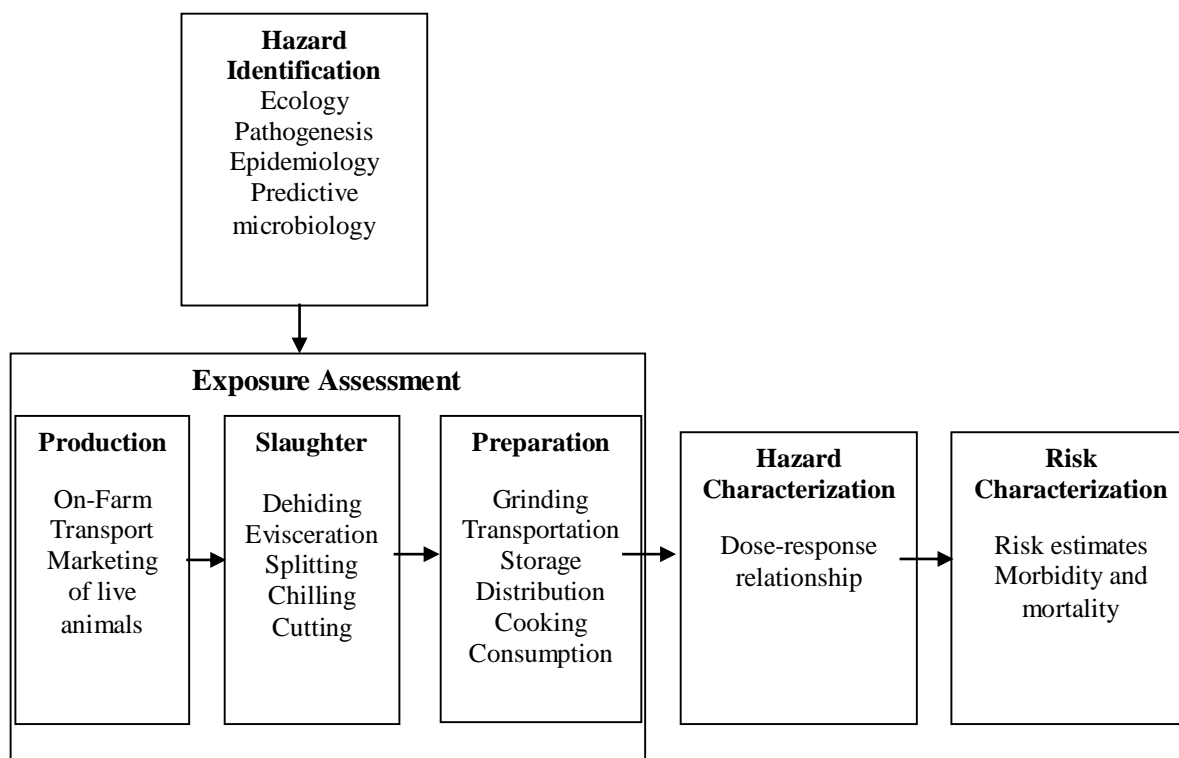 Hazard
Identification
Ecology
Pathogenesis
Epidemiology
Predictive
microbiology
Exposure Assessment
Production
On-Farm
Transport
Marketing
of live
animals
Slaughter
Dehiding
Evisceration
Splitting
Chilling
Cutting
Preparation
Grinding
Transportation
Storage
Distribution
Cooking
Consumption
Hazard
Characterization
Dose-response
relationship
Risk
Characterization
Risk estimates
Morbidity and
mortality